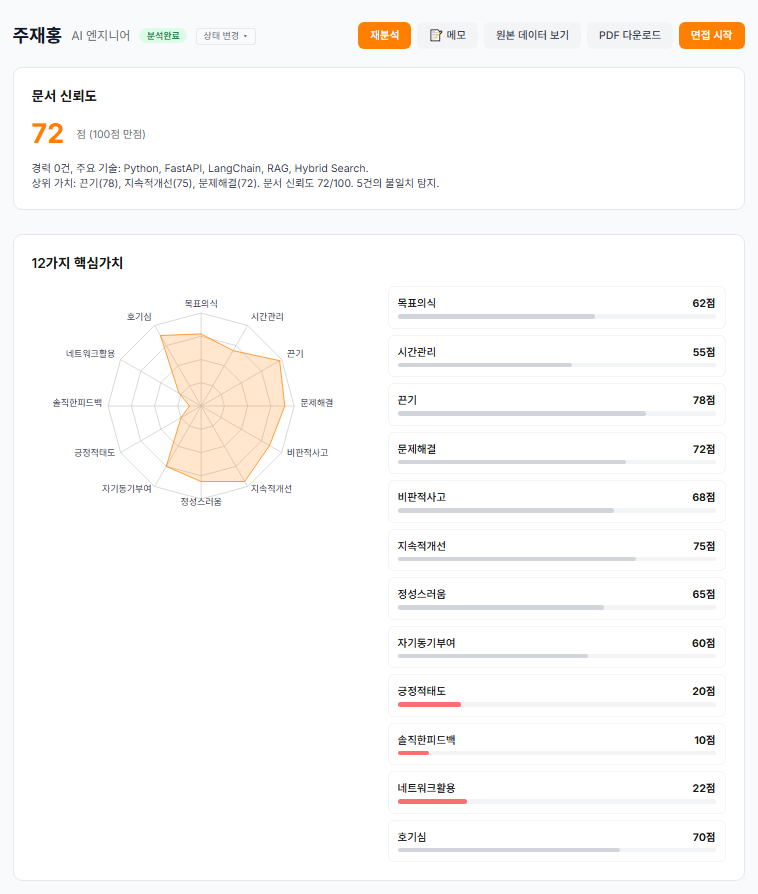 주재홍 AI 엔지니어 분석완료 상태 변경 재분석 메모 원본 데이터 보기 PDF 다운로드 면접 시작
문서 신뢰도
72 점 (100점 만점)
경력 0건, 주요 기술: Python, FastAPI, LangChain, RAG, Hybrid Search.
상위 가치: 끈기(78), 지속적개선(75), 문제해결(72). 문서 신뢰도 72/100. 5건의 불일치 탐지.
12가지 핵심가치
목표의식
시간관리
끈기
문제해결
비판적사고
지속적개선
정성스러움
자기동기부여
긍정적태도
솔직한피드백
네트워크활용
호기심
목표의식 62점
시간관리 55점
끈기 78점
문제해결 72점
비판적사고 68점
지속적개선 75점
정성스러움 65점
자기동기부여 60점
긍정적태도 20점
솔직한피드백 10점
네트워크활용 22점
호기심 70점